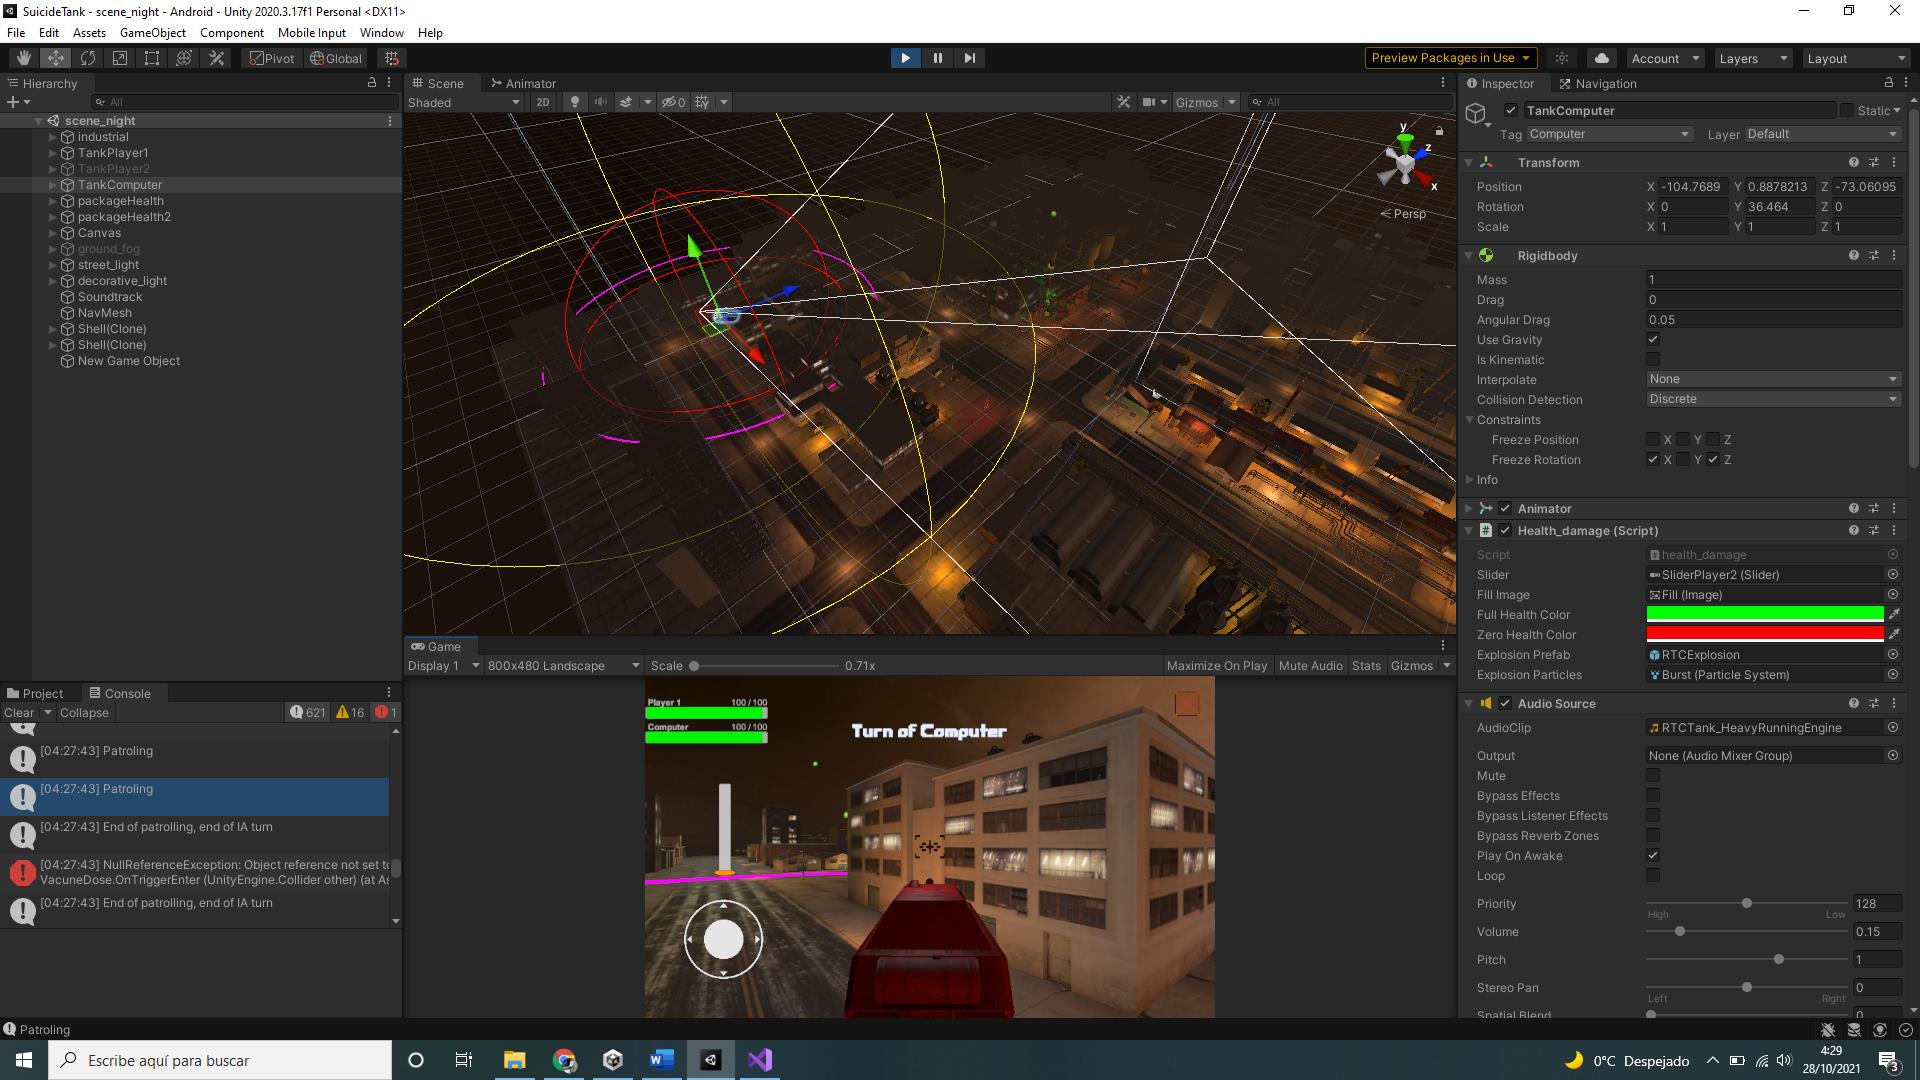 SuicideTank - scene_night - Android - Unity 2020.3.17f1 Personal <DX11>
File Edit Assets GameObject Component Mobile Input Window Help
Pivot Global Preview Packages in Use Account Layers Layout
Hierarchy
All
scene_night
industrial
TankPlayer1
TankPlayer2
TankComputer
packageHealth
packageHealth2
Canvas
ground_fog
street_light
decorative_light
Soundtrack
NavMesh
Shell(Clone)
Shell(Clone)
New Game Object
Scene Animator
Shaded 2D 0 Gizmos All
y
z
x
Persp
Game
Display 1 800x480 Landscape Scale 0.71x Maximize On Play Mute Audio Stats Gizmos
Player 1 100 / 100
Computer 100 / 100
Turn of Computer
Project Console
Clear Collapse 621 16 1
[04:27:43] Patroling
[04:27:43] Patroling
[04:27:43] End of patrolling, end of IA turn
[04:27:43] NullReferenceException: Object reference not set to
VacuneDose.OnTriggerEnter (UnityEngine.Collider other) (at As
[04:27:43] End of patrolling, end of IA turn
Inspector Navigation
TankComputer Static
Tag Computer Layer Default
Transform
Position X -104.7689 Y 0.8878213 Z -73.06095
Rotation X 0 Y 36.464 Z 0
Scale X 1 Y 1 Z 1
Rigidbody
Mass 1
Drag 0
Angular Drag 0.05
Use Gravity
Is Kinematic
Interpolate None
Collision Detection Discrete
Constraints
Freeze Position X Y Z
Freeze Rotation X Y Z
Info
Animator
# Health_damage (Script)
Script health_damage
Slider SliderPlayer2 (Slider)
Fill Image Fill (Image)
Full Health Color
Zero Health Color
Explosion Prefab RTCExplosion
Explosion Particles Burst (Particle System)
Audio Source
AudioClip RTCTank_HeavyRunningEngine
Output None (Audio Mixer Group)
Mute
Bypass Effects
Bypass Listener Effects
Bypass Reverb Zones
Play On Awake
Loop
Priority 128
High Low
Volume 0.15
Pitch 1
Stereo Pan 0
Left Right
Spatial Blend 0
Patroling
Escribe aquí para buscar
0°C Despejado
4:29
28/10/2021
3